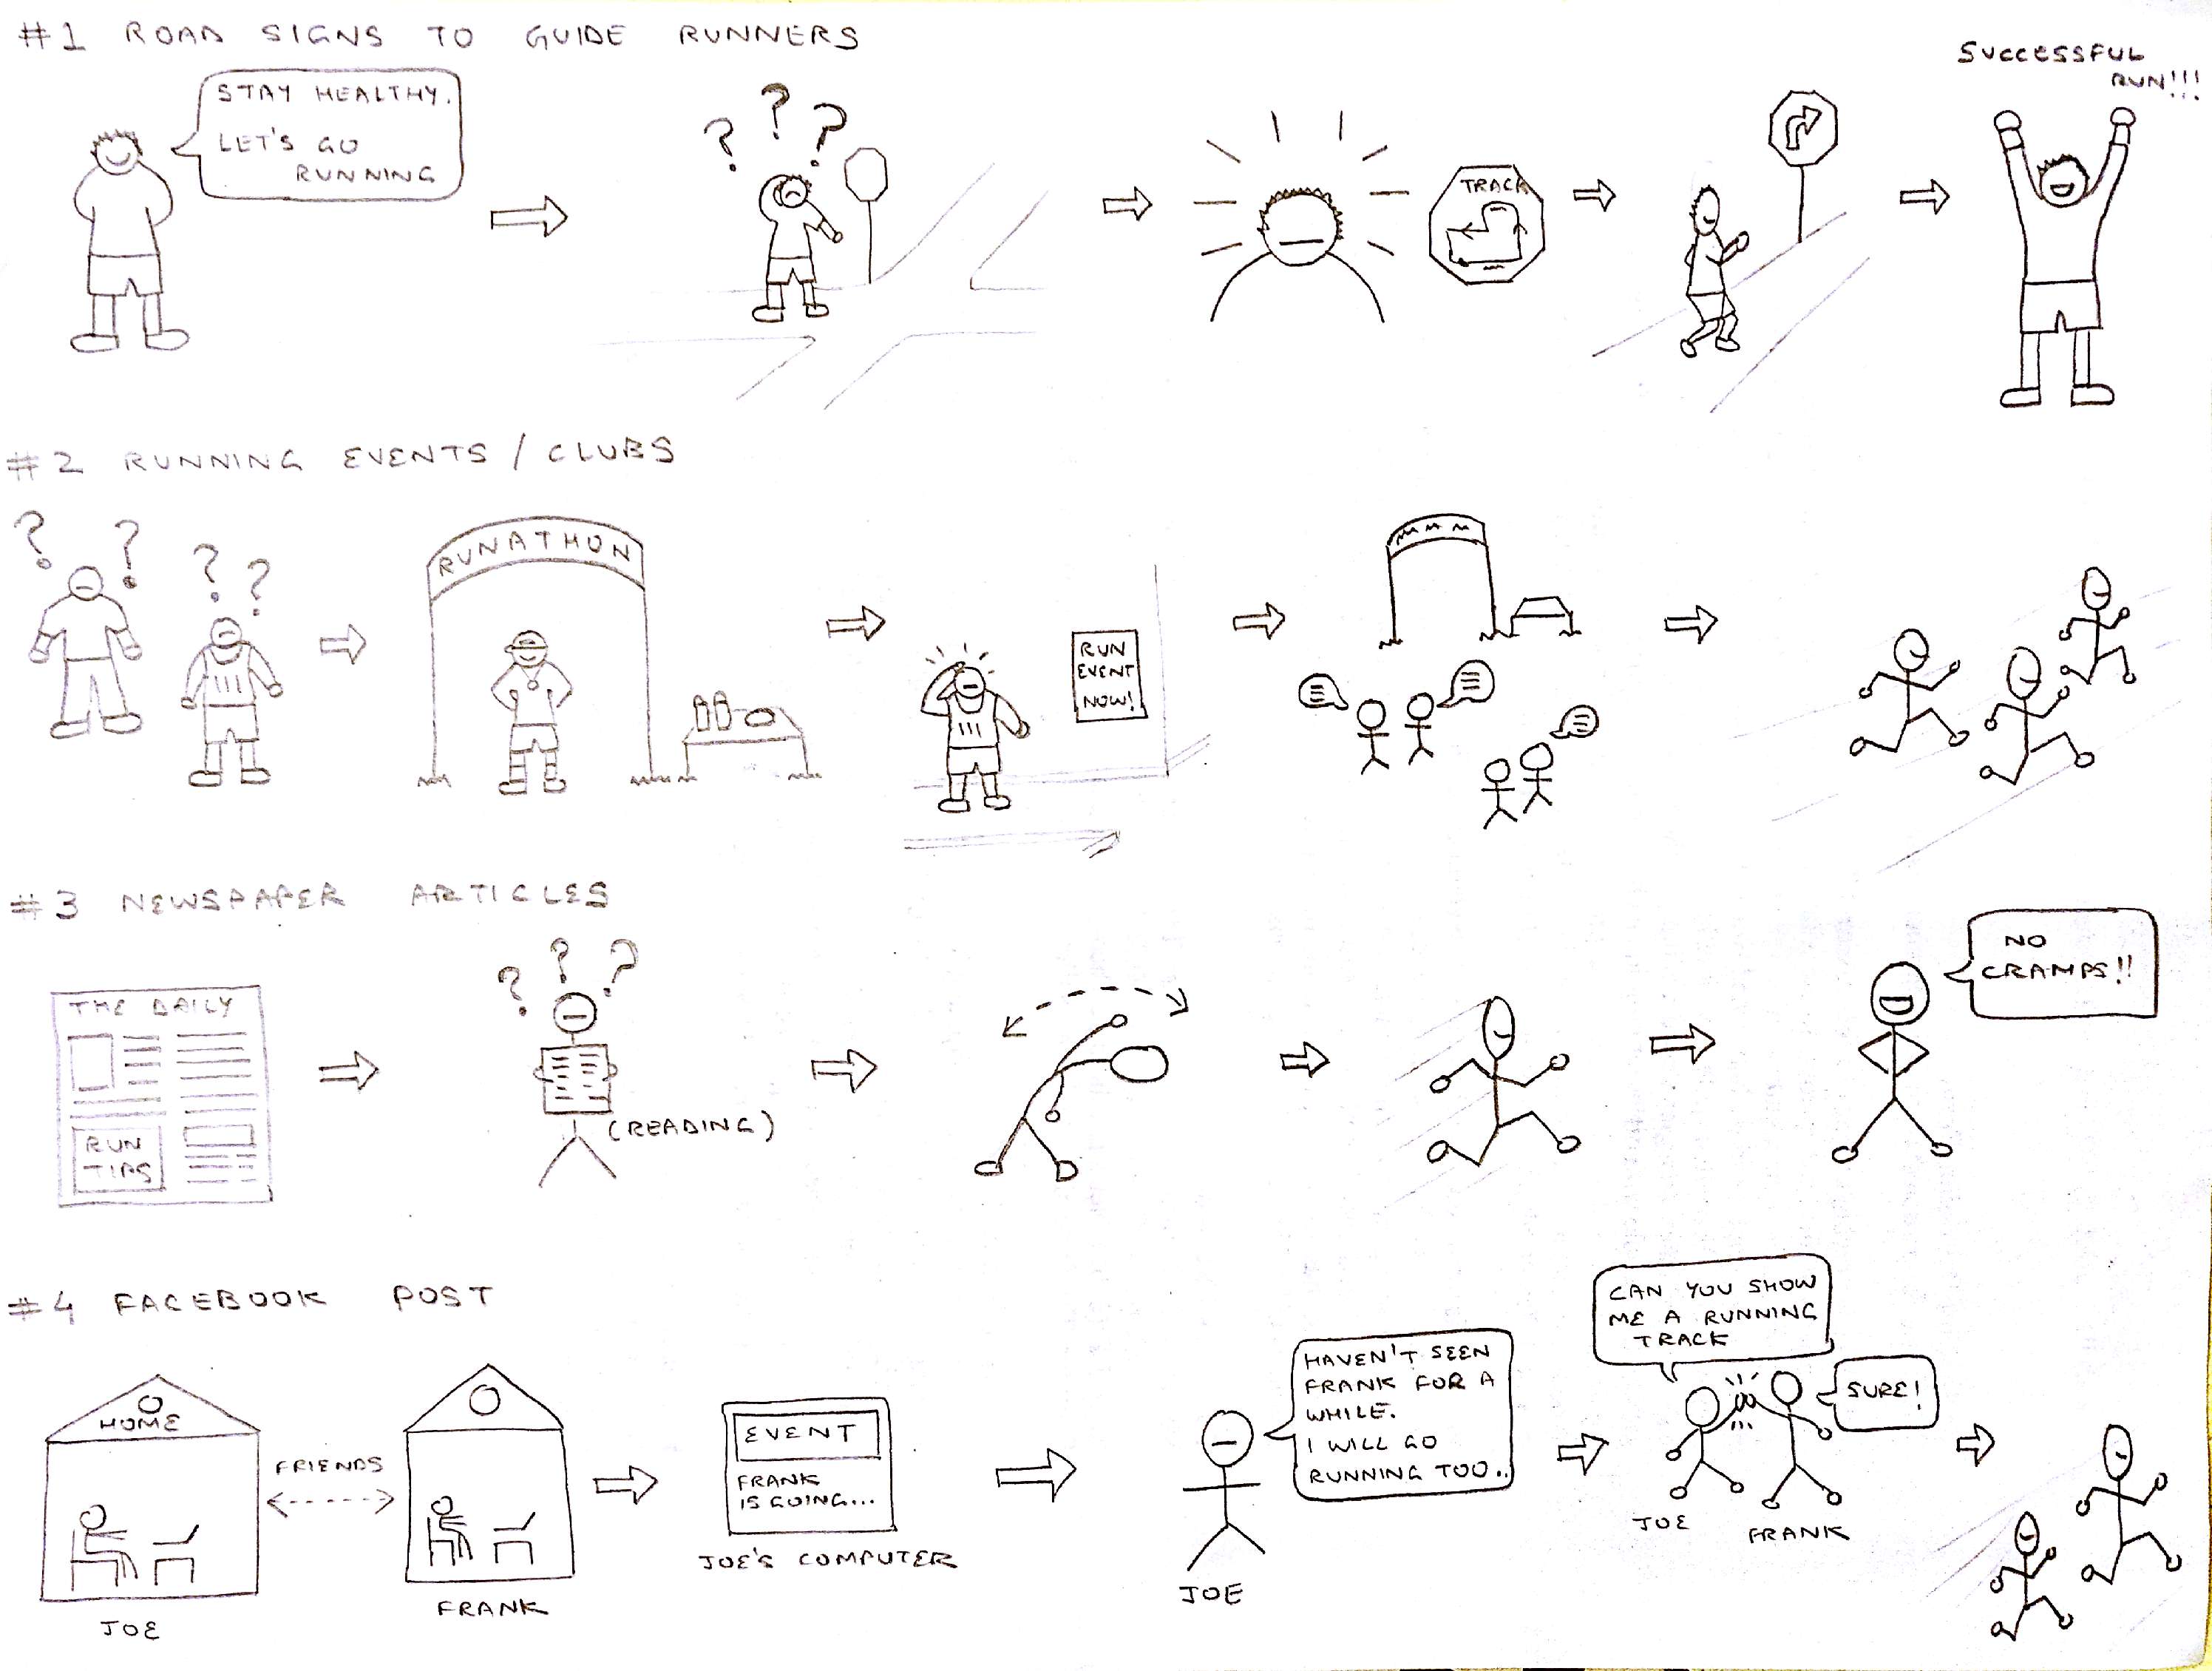 #1 ROAD SIGNS TO GUIDE RUNNERS
STAY HEALTHY.
LET'S GO
RUNNING
? ? ?
TRACK
SUCCESSFUL
RUN!!!
#2 RUNNING EVENTS / CLUBS
? ?
? ?
RUNATHON
RUN
EVENT
NOW!
#3 NEWSPAPER ARTICLES
THE DAILY
RUN
TIPS
? ? ?
(READING)
NO
CRAMPS!!
#4 FACEBOOK POST
HOME
JOE
FRIENDS
FRANK
EVENT
FRANK
IS GOING...
JOE'S COMPUTER
HAVEN'T SEEN
FRANK FOR A
WHILE.
I WILL GO
RUNNING TOO..
JOE
CAN YOU SHOW
ME A RUNNING
TRACK
SURE!
JOE
FRANK